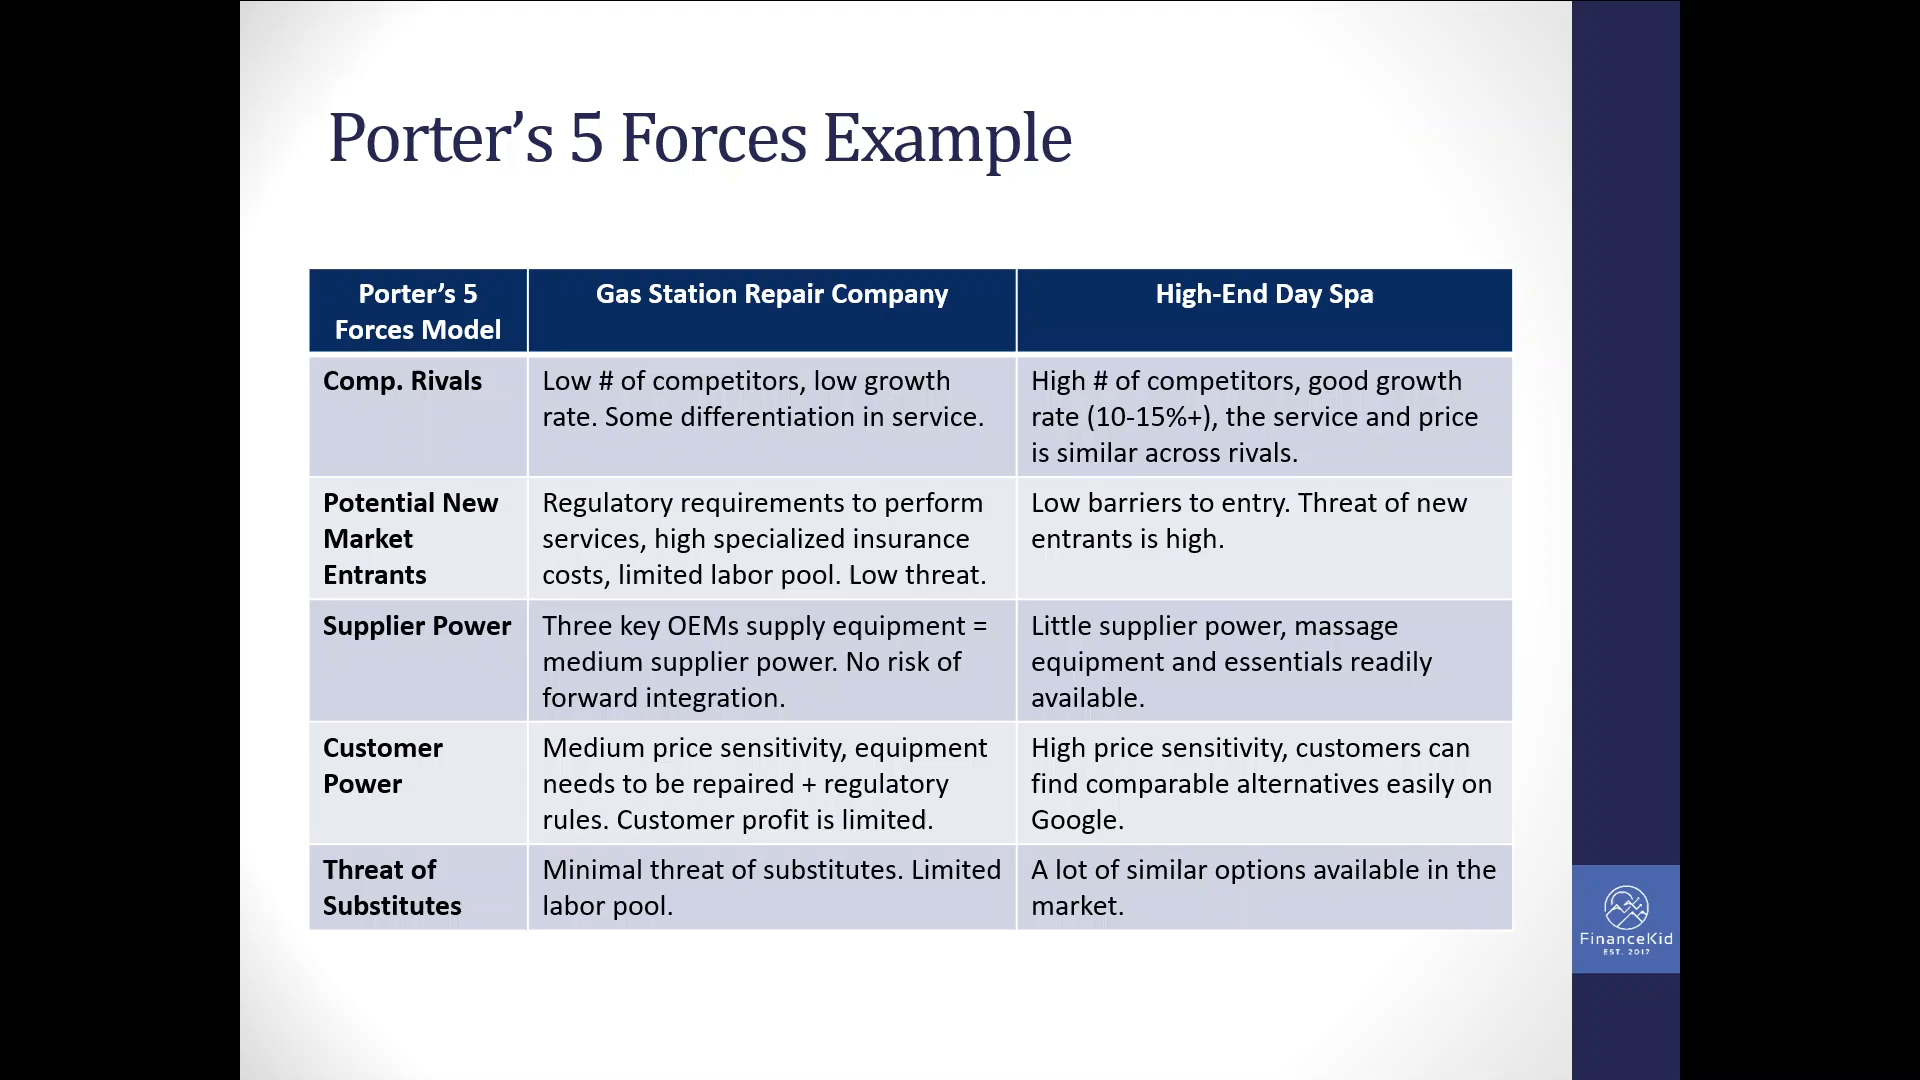 Porter’s 5 Forces Example
Porter’s 5
Forces Model
Gas Station Repair Company
High-End Day Spa
Comp. Rivals
Low # of competitors, low growth
rate. Some differentiation in service.
High # of competitors, good growth
rate (10-15%+), the service and price
is similar across rivals.
Potential New
Market
Entrants
Regulatory requirements to perform
services, high specialized insurance
costs, limited labor pool. Low threat.
Low barriers to entry. Threat of new
entrants is high.
Supplier Power
Three key OEMs supply equipment =
medium supplier power. No risk of
forward integration.
Little supplier power, massage
equipment and essentials readily
available.
Customer
Power
Medium price sensitivity, equipment
needs to be repaired + regulatory
rules. Customer profit is limited.
High price sensitivity, customers can
find comparable alternatives easily on
Google.
Threat of
Substitutes
Minimal threat of substitutes. Limited
labor pool.
A lot of similar options available in the
market.
FinanceKid
EST. 2017